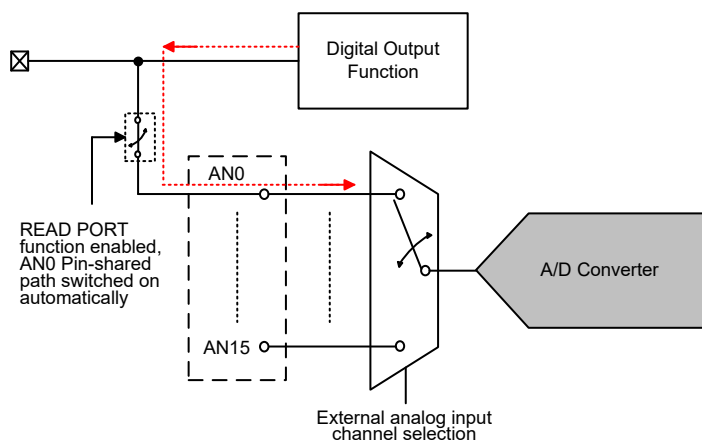 Digital Output
Function
AN0
READ PORT
function enabled,
AN0 Pin-shared
path switched on
automatically
A/D Converter
AN15
External analog input
channel selection